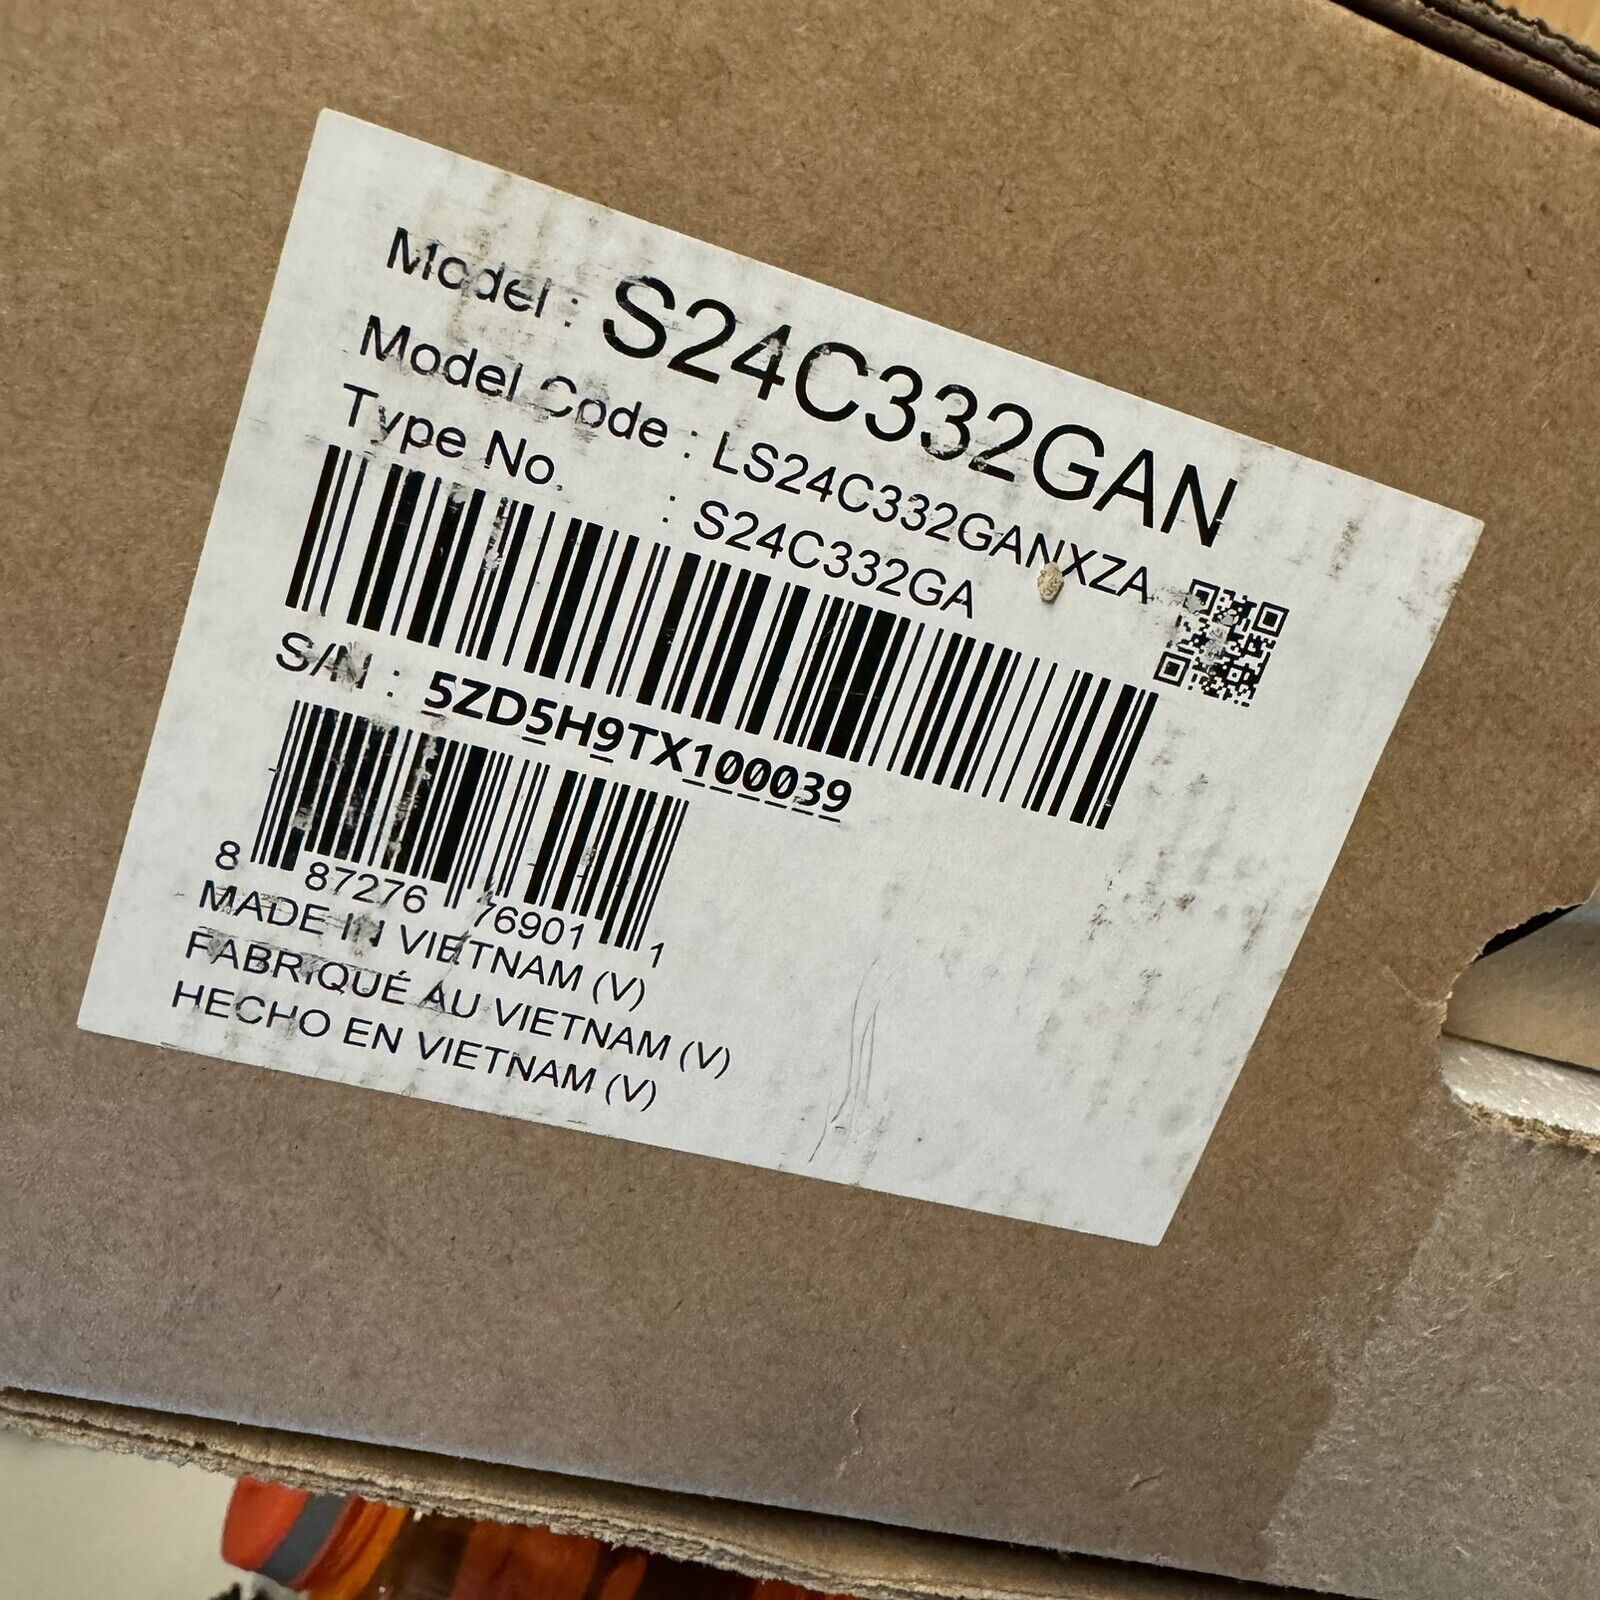 Model : S24C332GAN
Model Code : LS24C332GANXZA
Type No. : S24C332GA
S/N : 5ZD5H9TX100039
8 87276 76901 1
MADE IN VIETNAM (V)
FABRIQUÉ AU VIETNAM (V)
HECHO EN VIETNAM (V)